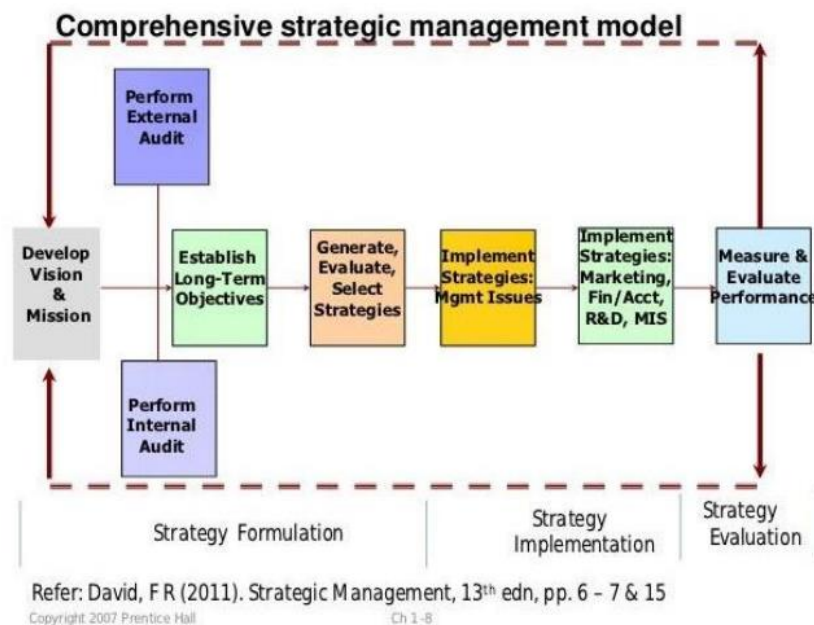 Comprehensive strategic management model
Perform
External
Audit
Develop
Vision
&
Mission
Establish
Long-Term
Objectives
Generate,
Evaluate,
Select
Strategies
Implement
Strategies:
Mgmt Issues
Implement
Strategies:
Marketing,
Fin/Acct,
R&D, MIS
Measure &
Evaluate
Performance
Perform
Internal
Audit
Strategy Formulation
Strategy
Implementation
Strategy
Evaluation
Refer: David, F R (2011). Strategic Management, 13th edn, pp. 6 – 7 & 15
Copyright 2007 Prentice Hall
Ch 1-8